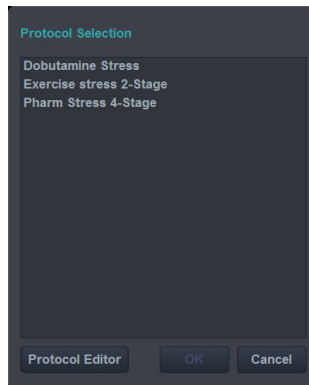 Protocol Selection
Dobutamine Stress
Exercise stress 2-Stage
Pharm Stress 4-Stage
Protocol Editor OK Cancel